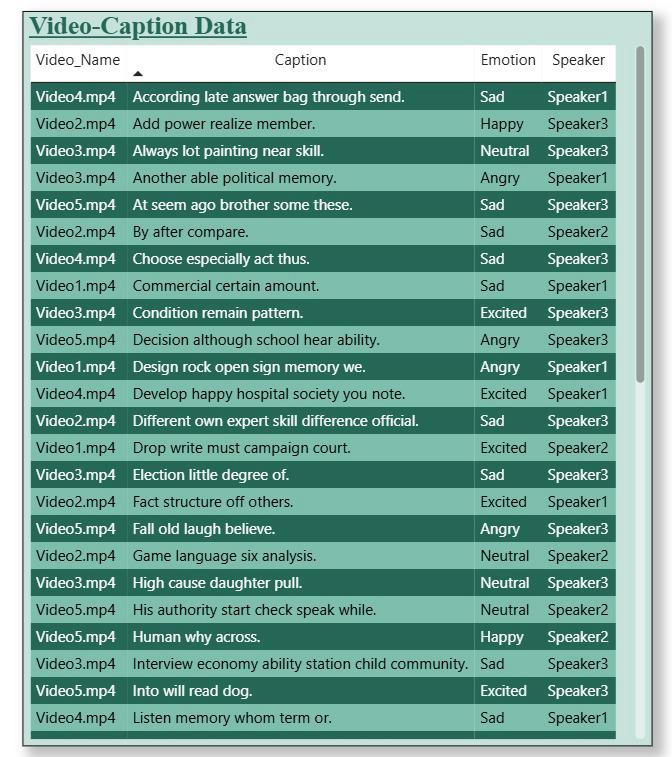 Video-Caption Data
Video_Name Caption Emotion Speaker
Video4.mp4 According late answer bag through send. Sad Speaker1
Video2.mp4 Add power realize member. Happy Speaker3
Video3.mp4 Always lot painting near skill. Neutral Speaker3
Video3.mp4 Another able political memory. Angry Speaker1
Video5.mp4 At seem ago brother some these. Sad Speaker3
Video2.mp4 By after compare. Sad Speaker2
Video4.mp4 Choose especially act thus. Sad Speaker3
Video1.mp4 Commercial certain amount. Sad Speaker1
Video3.mp4 Condition remain pattern. Excited Speaker3
Video5.mp4 Decision although school hear ability. Angry Speaker3
Video1.mp4 Design rock open sign memory we. Angry Speaker1
Video4.mp4 Develop happy hospital society you note. Excited Speaker1
Video2.mp4 Different own expert skill difference official. Sad Speaker3
Video1.mp4 Drop write must campaign court. Excited Speaker2
Video3.mp4 Election little degree of. Sad Speaker3
Video2.mp4 Fact structure off others. Excited Speaker1
Video5.mp4 Fall old laugh believe. Angry Speaker3
Video2.mp4 Game language six analysis. Neutral Speaker2
Video3.mp4 High cause daughter pull. Neutral Speaker3
Video5.mp4 His authority start check speak while. Neutral Speaker2
Video5.mp4 Human why across. Happy Speaker2
Video3.mp4 Interview economy ability station child community. Sad Speaker3
Video5.mp4 Into will read dog. Excited Speaker3
Video4.mp4 Listen memory whom term or. Sad Speaker1